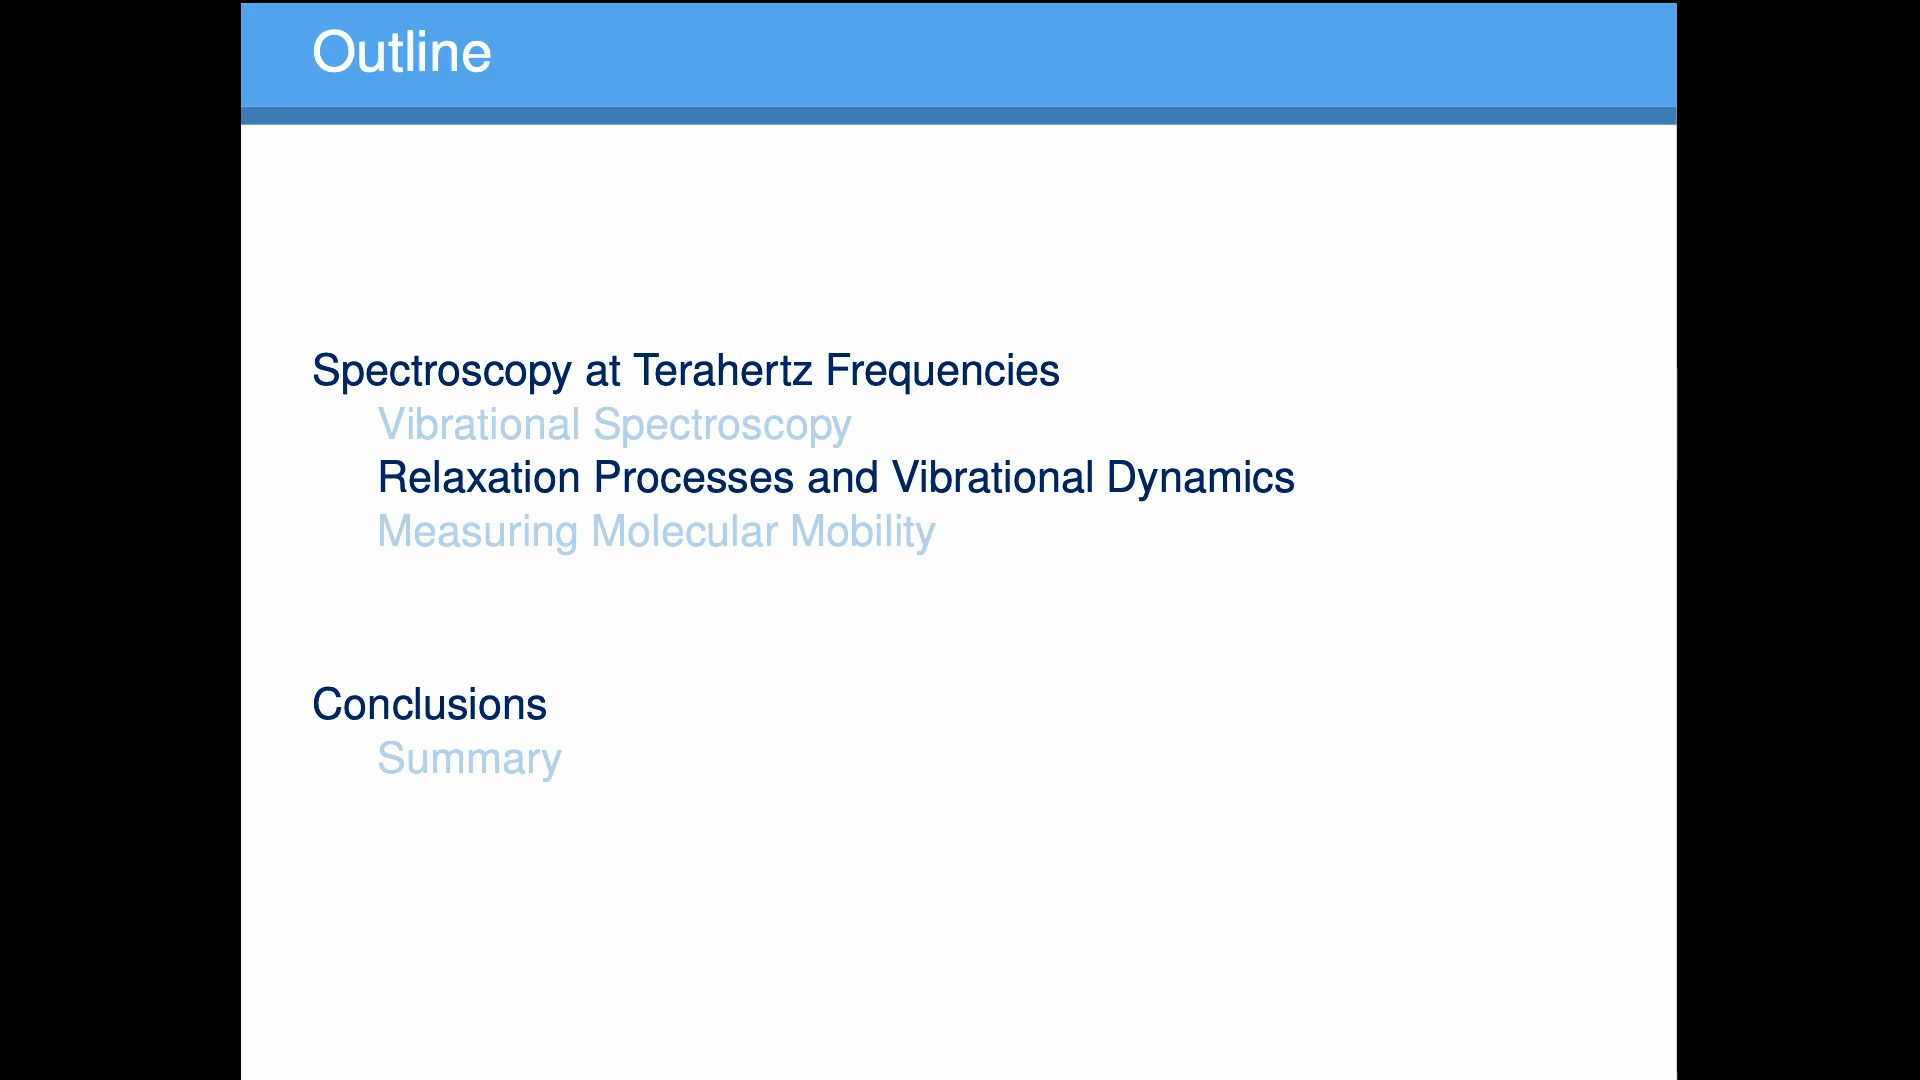 Outline
Spectroscopy at Terahertz Frequencies
Vibrational Spectroscopy
Relaxation Processes and Vibrational Dynamics
Measuring Molecular Mobility
Conclusions
Summary